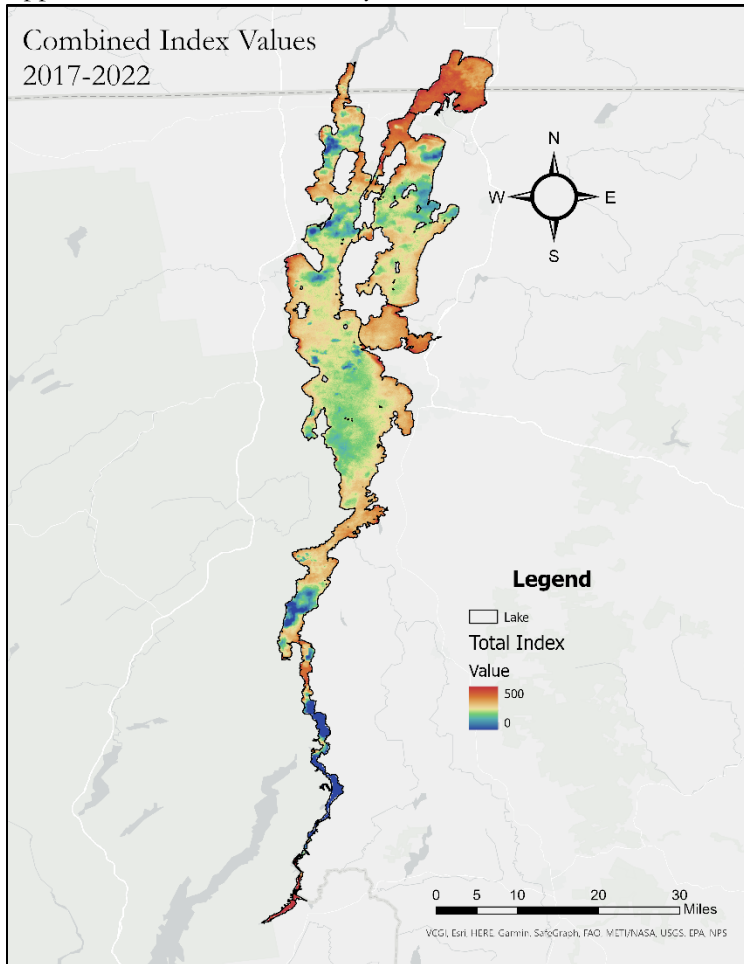 Combined Index Values
2017-2022
N
W E
S
Legend
Lake
Total Index
Value
500
0
0 5 10 20 30
Miles
VCGI, Esri, HERE, Garmin, SafeGraph, FAO, METI/NASA, USGS, EPA, NPS